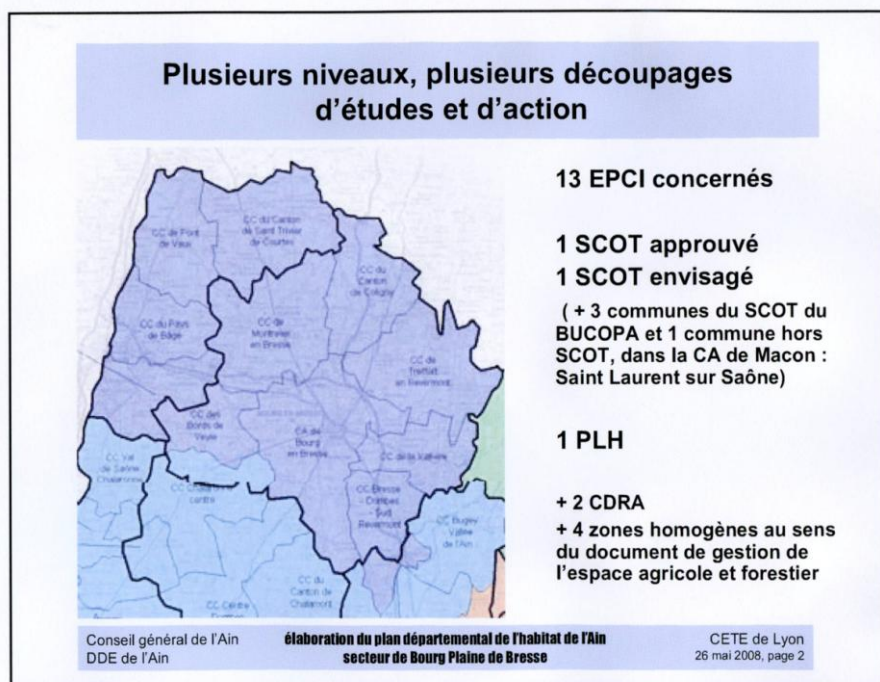 Plusieurs niveaux, plusieurs découpages
d'études et d'action
13 EPCI concernés
1 SCOT approuvé
1 SCOT envisagé
( + 3 communes du SCOT du
BUCOPA et 1 commune hors
SCOT, dans la CA de Macon :
Saint Laurent sur Saône)
1 PLH
+ 2 CDRA
+ 4 zones homogènes au sens
du document de gestion de
l'espace agricole et forestier
CC de Pont
de Vaux
CC du Canton
de Saint Trivier
de Courtes
CC du
Canton
de Coligny
CC du Pays
de Bâgé
CC de
Montrevel
en Bresse
CC de
Treffort
en Revermont
CC des
Bords de
Veyle
CA de
Bourg
en Bresse
CC de la Vallière
CC Val
de Saône
Chalaronne
centre
CC Bresse
- Dombes
- Sud
Revermont
CC Bugey
Vallée
de l'Ain
CC du
Canton de
Chalamont
CC Centre
Conseil général de l'Ain
DDE de l'Ain
élaboration du plan départemental de l'habitat de l'Ain
secteur de Bourg Plaine de Bresse
CETE de Lyon
26 mai 2008, page 2